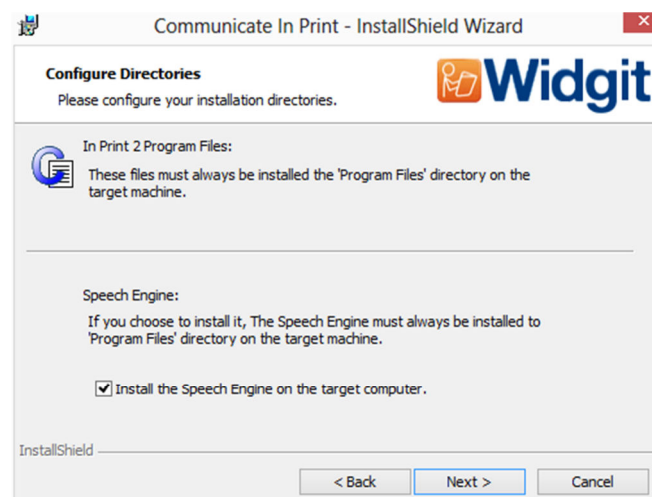 Communicate In Print - InstallShield Wizard
Configure Directories
Please configure your installation directories.
Widgit
In Print 2 Program Files:
These files must always be installed the 'Program Files' directory on the
target machine.
Speech Engine:
If you choose to install it, The Speech Engine must always be installed to
'Program Files' directory on the target machine.
Install the Speech Engine on the target computer.
InstallShield
< Back
Next >
Cancel